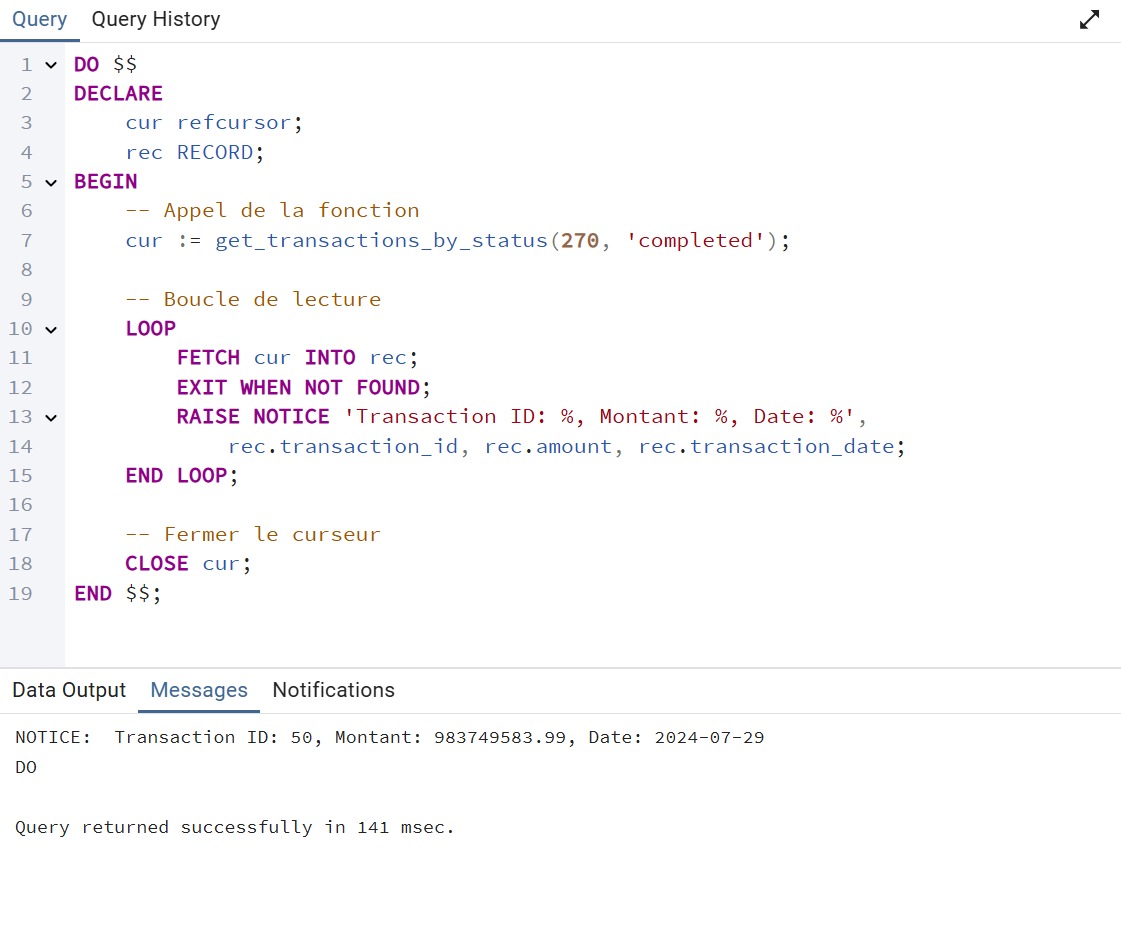 Query Query History
1 DO $$
2 DECLARE
3     cur refcursor;
4     rec RECORD;
5 BEGIN
6     -- Appel de la fonction
7     cur := get_transactions_by_status(270, 'completed');
8
9     -- Boucle de lecture
10     LOOP
11         FETCH cur INTO rec;
12         EXIT WHEN NOT FOUND;
13         RAISE NOTICE 'Transaction ID: %, Montant: %, Date: %',
14             rec.transaction_id, rec.amount, rec.transaction_date;
15     END LOOP;
16
17     -- Fermer le curseur
18     CLOSE cur;
19 END $$;
Data Output Messages Notifications
NOTICE:  Transaction ID: 50, Montant: 983749583.99, Date: 2024-07-29
DO
Query returned successfully in 141 msec.